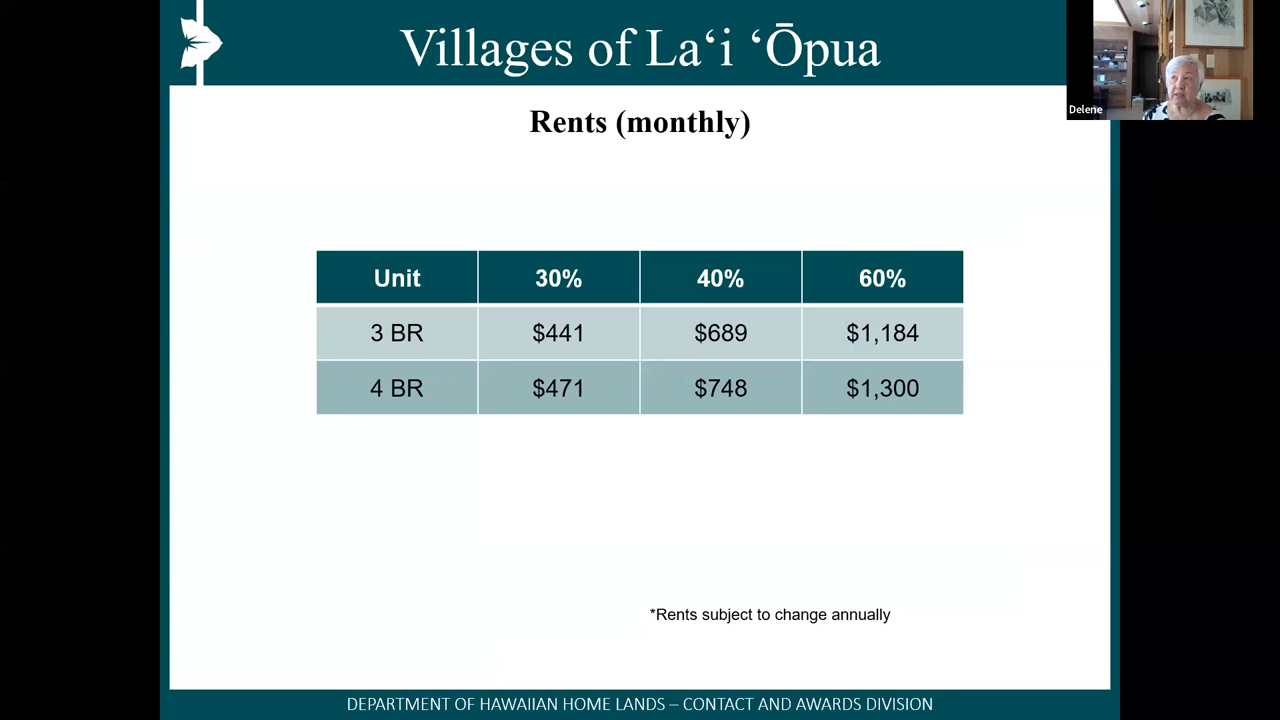 Villages of Laʻi ʻŌpua
Delene
Rents (monthly)
Unit 30% 40% 60%
3 BR $441 $689 $1,184
4 BR $471 $748 $1,300
*Rents subject to change annually
DEPARTMENT OF HAWAIIAN HOME LANDS – CONTACT AND AWARDS DIVISION